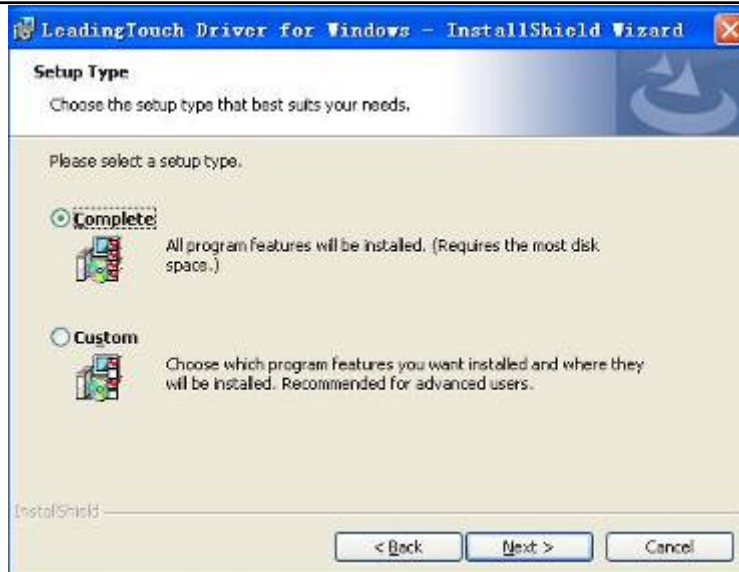 LeadingTouch Driver for Windows - InstallShield Wizard
Setup Type
Choose the setup type that best suits your needs.
Please select a setup type.
Complete
All program features will be installed. (Requires the most disk
space.)
Custom
Choose which program features you want installed and where they
will be installed. Recommended for advanced users.
InstallShield
< Back Next > Cancel